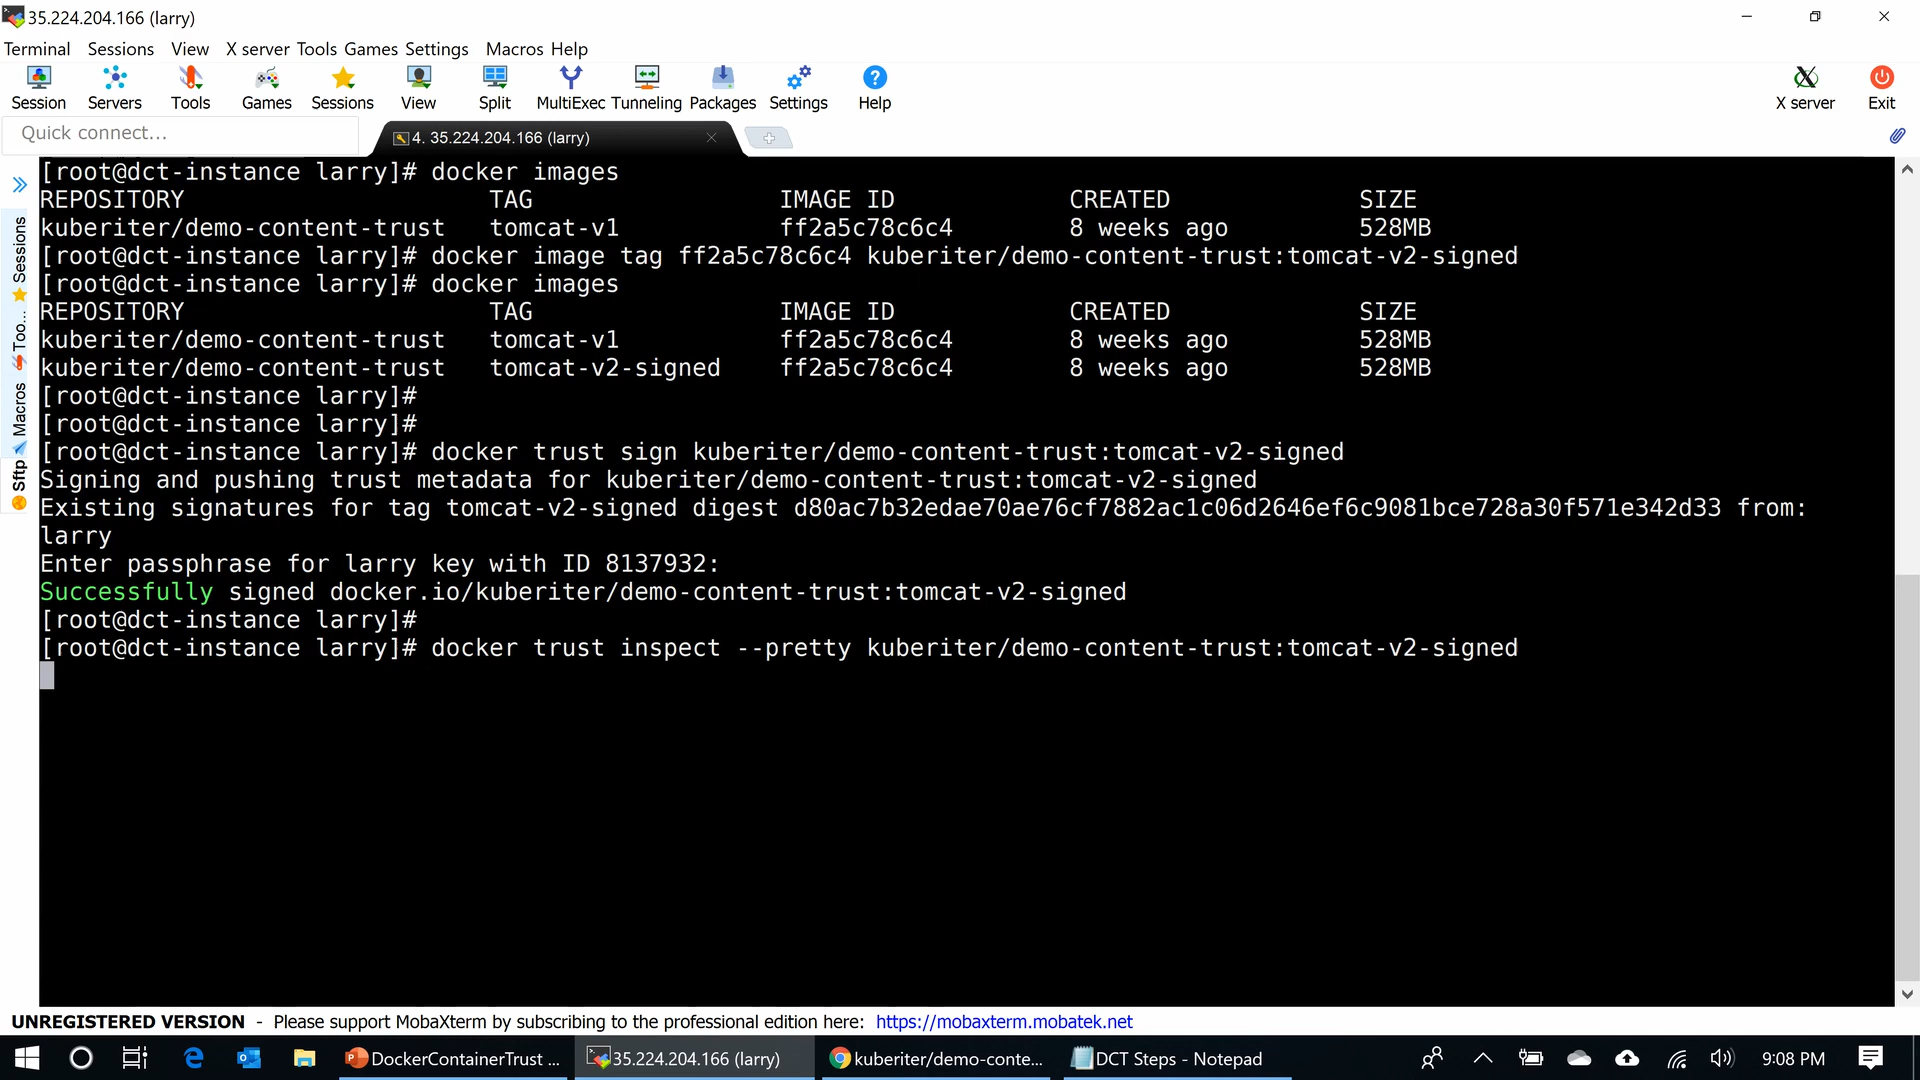 35.224.204.166 (larry)
Terminal Sessions View X server Tools Games Settings Macros Help
Session Servers Tools Games Sessions View Split MultiExec Tunneling Packages Settings Help X server Exit
Quick connect...
4. 35.224.204.166 (larry)
[root@dct-instance larry]# docker images
REPOSITORY TAG IMAGE ID CREATED SIZE
kuberiter/demo-content-trust tomcat-v1 ff2a5c78c6c4 8 weeks ago 528MB
[root@dct-instance larry]# docker image tag ff2a5c78c6c4 kuberiter/demo-content-trust:tomcat-v2-signed
[root@dct-instance larry]# docker images
REPOSITORY TAG IMAGE ID CREATED SIZE
kuberiter/demo-content-trust tomcat-v1 ff2a5c78c6c4 8 weeks ago 528MB
kuberiter/demo-content-trust tomcat-v2-signed ff2a5c78c6c4 8 weeks ago 528MB
[root@dct-instance larry]#
[root@dct-instance larry]#
[root@dct-instance larry]# docker trust sign kuberiter/demo-content-trust:tomcat-v2-signed
Signing and pushing trust metadata for kuberiter/demo-content-trust:tomcat-v2-signed
Existing signatures for tag tomcat-v2-signed digest d80ac7b32edae70ae76cf7882ac1c06d2646ef6c9081bce728a30f571e342d33 from:
larry
Enter passphrase for larry key with ID 8137932:
Successfully signed docker.io/kuberiter/demo-content-trust:tomcat-v2-signed
[root@dct-instance larry]#
[root@dct-instance larry]# docker trust inspect --pretty kuberiter/demo-content-trust:tomcat-v2-signed
Sessions
Too...
Macros
Sftp
UNREGISTERED VERSION - Please support MobaXterm by subscribing to the professional edition here: https://mobaxterm.mobatek.net
DockerContainerTrust ... 35.224.204.166 (larry) kuberiter/demo-conte... DCT Steps - Notepad 9:08 PM